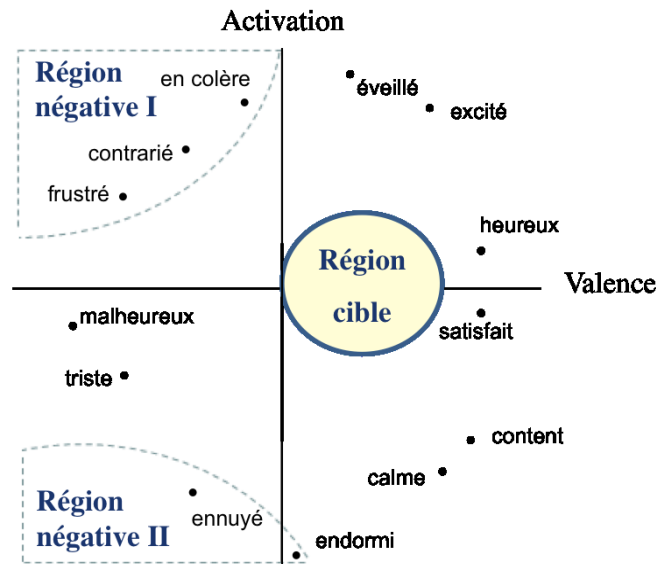 Activation
Région
négative I
en colère
éveillé
excité
contrarié
frustré
heureux
Région
cible
Valence
malheureux
satisfait
triste
content
calme
Région
négative II
ennuyé
endormi